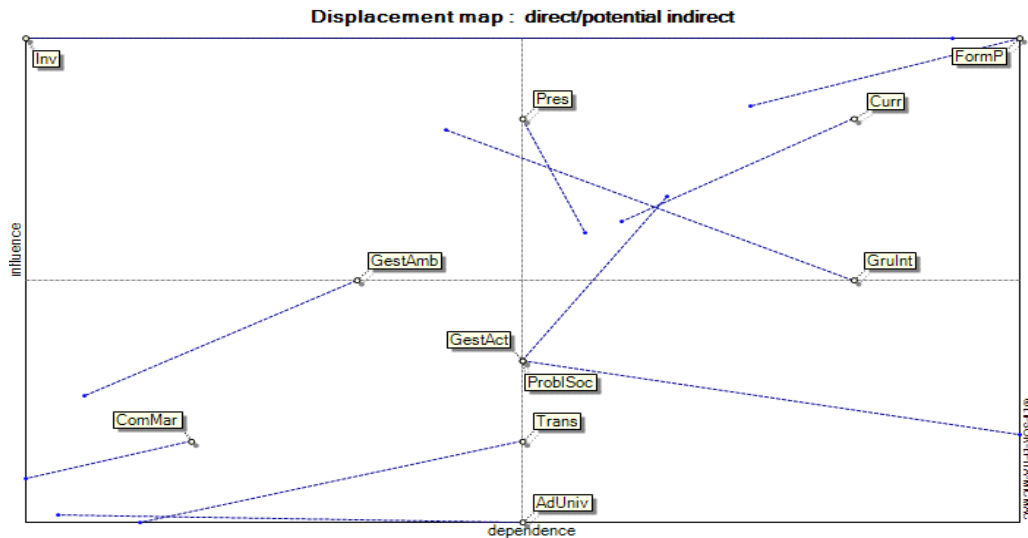 Displacement map : direct/potential indirect
Inv
FormP
Pres
Curr
influence
GestAmb
GruInt
GestAct
ProblSoc
ComMar
Trans
AdUniv
dependence